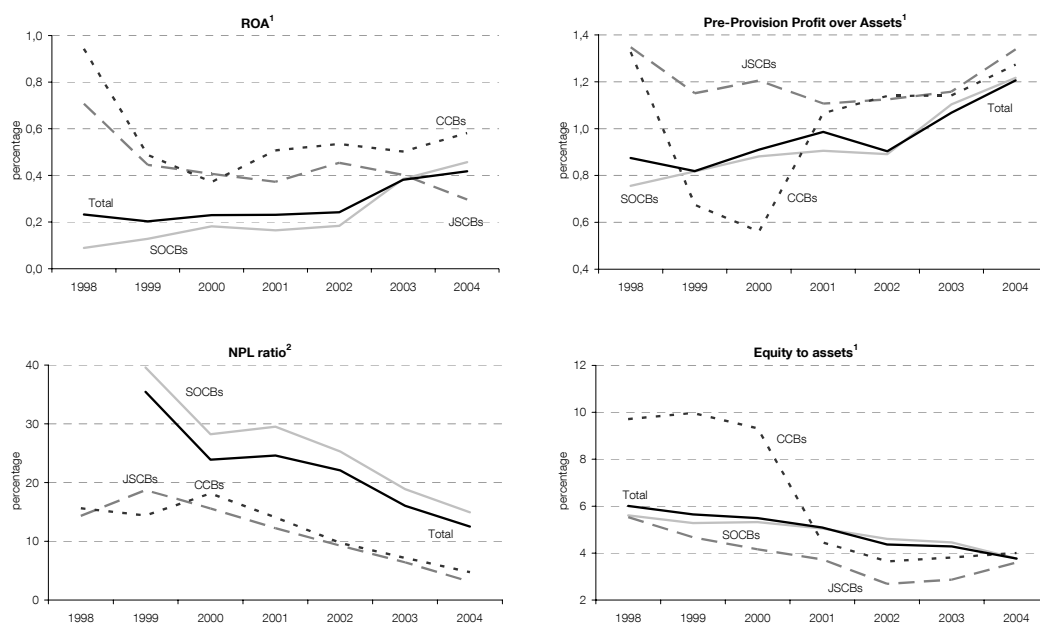 ROA¹
1,0
0,8
0,6
0,4
0,2
0,0
percentage
CCBs
Total
JSCBs
SOCBs
1998 1999 2000 2001 2002 2003 2004
Pre-Provision Profit over Assets¹
1,4
1,2
1,0
0,8
0,6
0,4
percentage
JSCBs
Total
SOCBs
CCBs
1998 1999 2000 2001 2002 2003 2004
NPL ratio²
40
30
20
10
0
percentage
SOCBs
JSCBs
CCBs
Total
1998 1999 2000 2001 2002 2003 2004
Equity to assets¹
12
10
8
6
4
2
percentage
CCBs
Total
SOCBs
JSCBs
1998 1999 2000 2001 2002 2003 2004